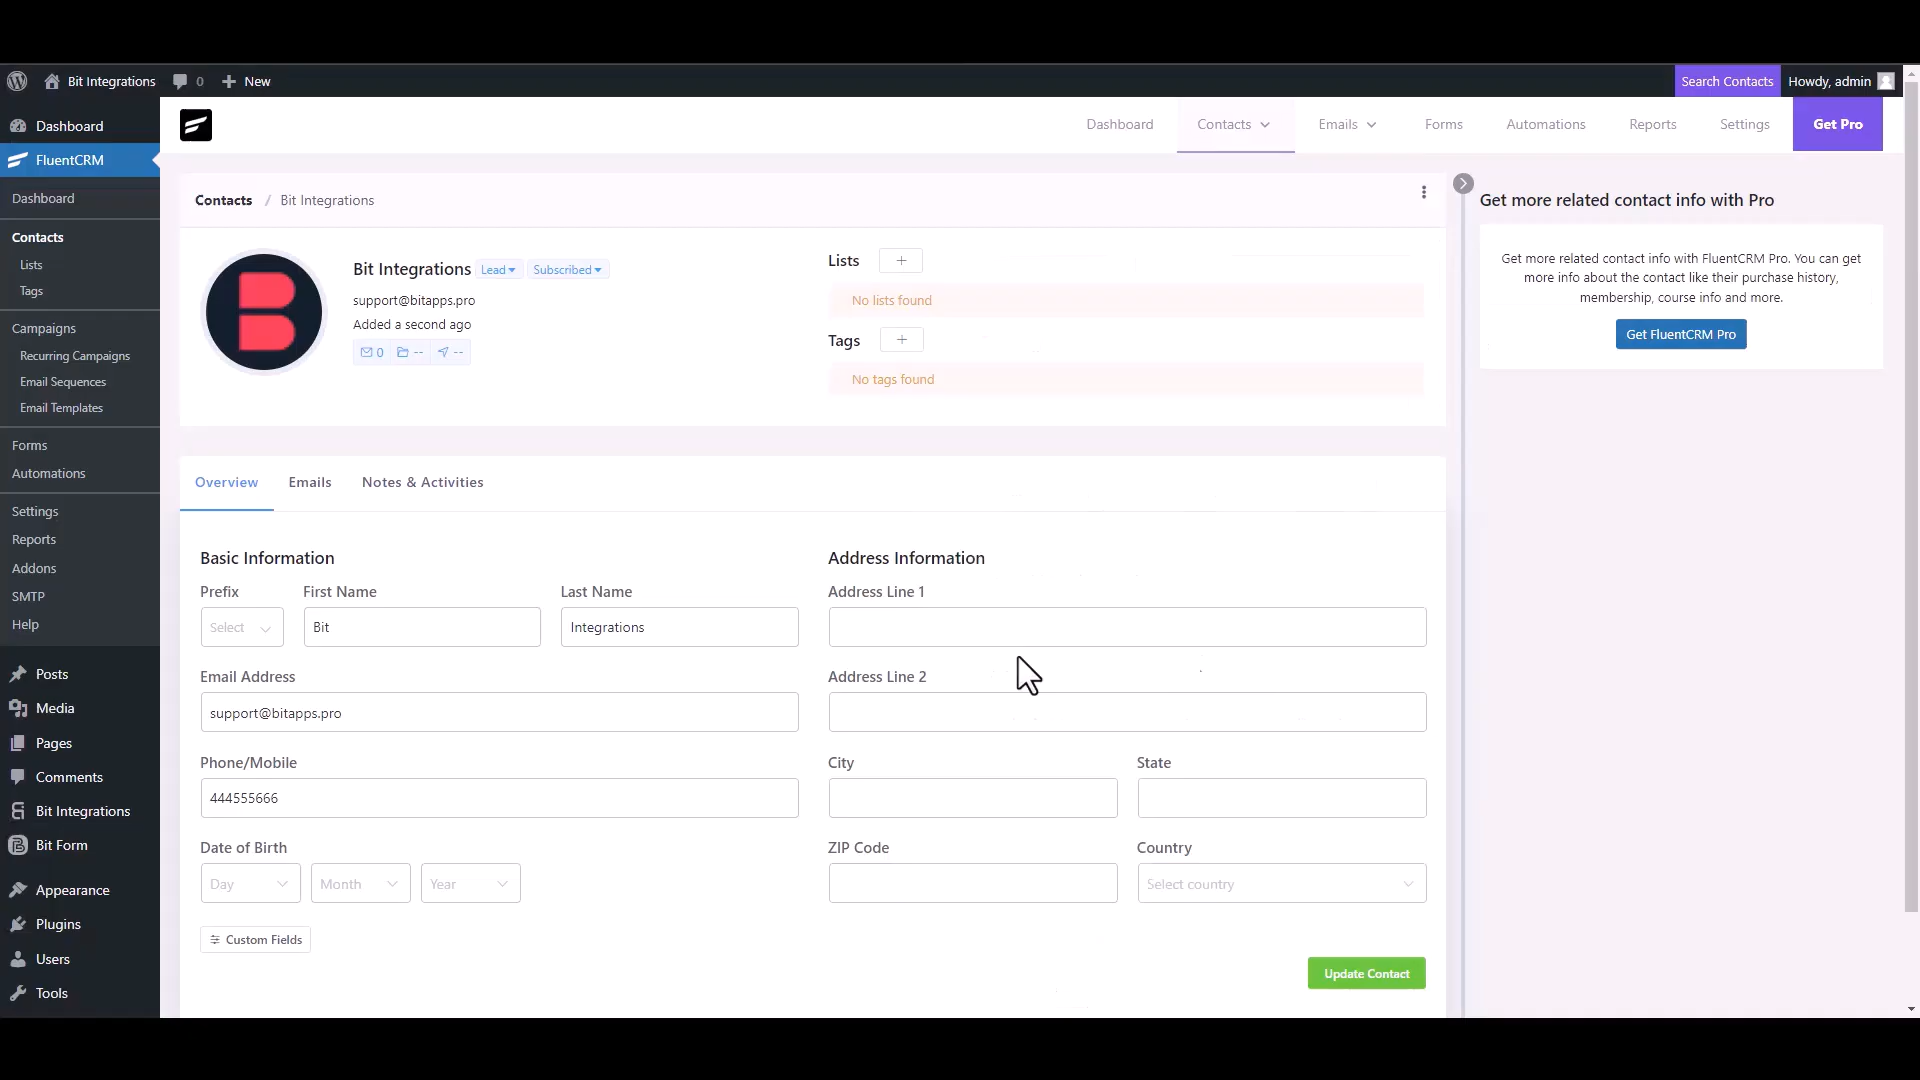 Bit Integrations 0 New Search Contacts Howdy, admin
Dashboard
FluentCRM
Dashboard
Contacts
Lists
Tags
Campaigns
Recurring Campaigns
Email Sequences
Email Templates
Forms
Automations
Settings
Reports
Addons
SMTP
Help
Posts
Media
Pages
Comments
Bit Integrations
Bit Form
Appearance
Plugins
Users
Tools
Dashboard Contacts Emails Forms Automations Reports Settings Get Pro
Contacts / Bit Integrations
Bit Integrations Lead Subscribed
support@bitapps.pro
Added a second ago
0 -- --
Lists +
No lists found
Tags +
No tags found
Get more related contact info with Pro
Get more related contact info with FluentCRM Pro. You can get
more info about the contact like their purchase history,
membership, course info and more.
Get FluentCRM Pro
Overview Emails Notes & Activities
Basic Information
Prefix First Name Last Name
Select Bit Integrations
Email Address
support@bitapps.pro
Phone/Mobile
444555666
Date of Birth
Day Month Year
Custom Fields
Address Information
Address Line 1
Address Line 2
City State
ZIP Code Country
Select country
Update Contact